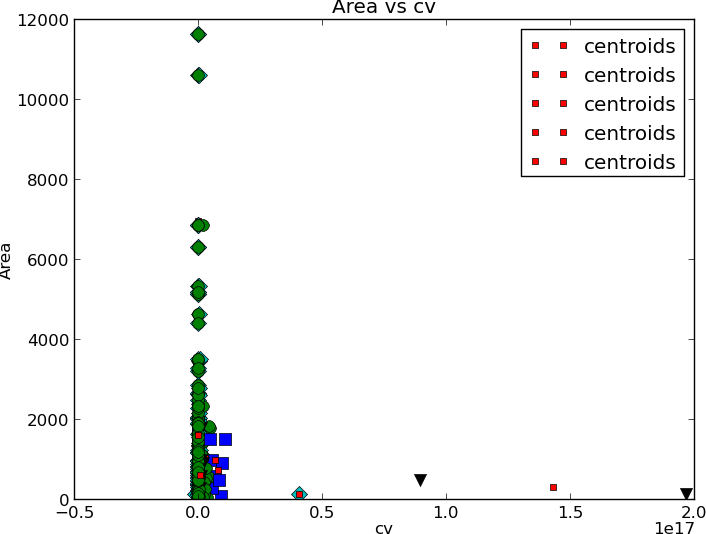 Area vs cv
12000
10000
8000
6000
4000
2000
0
Area
−0.5
0.0
0.5
1.0
1.5
2.0
1e17
cv
centroids
centroids
centroids
centroids
centroids